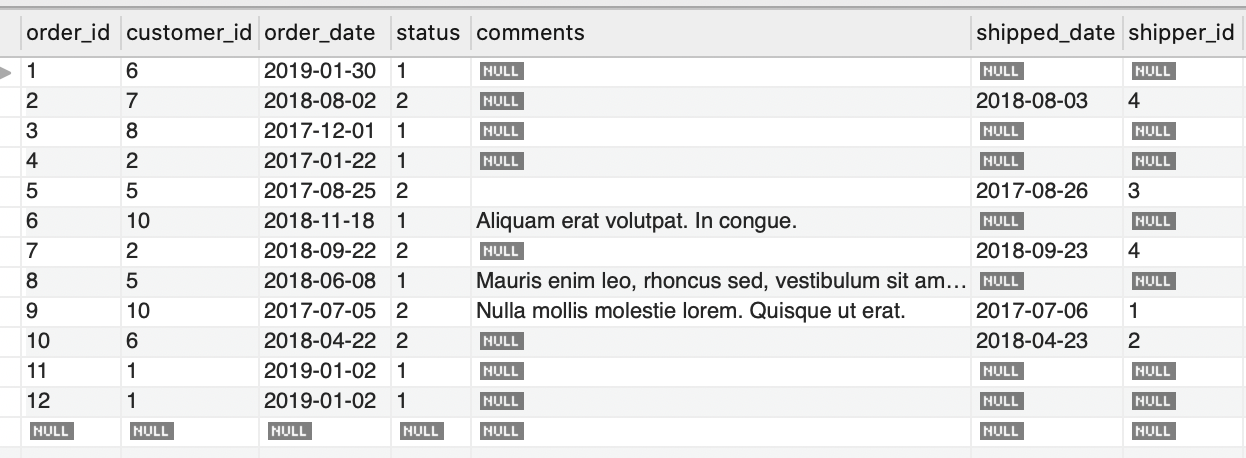 order_id customer_id order_date status comments shipped_date shipper_id
1 6 2019-01-30 1 NULL NULL NULL
2 7 2018-08-02 2 NULL 2018-08-03 4
3 8 2017-12-01 1 NULL NULL NULL
4 2 2017-01-22 1 NULL NULL NULL
5 5 2017-08-25 2 2017-08-26 3
6 10 2018-11-18 1 Aliquam erat volutpat. In congue. NULL NULL
7 2 2018-09-22 2 NULL 2018-09-23 4
8 5 2018-06-08 1 Mauris enim leo, rhoncus sed, vestibulum sit am... NULL NULL
9 10 2017-07-05 2 Nulla mollis molestie lorem. Quisque ut erat. 2017-07-06 1
10 6 2018-04-22 2 NULL 2018-04-23 2
11 1 2019-01-02 1 NULL NULL NULL
12 1 2019-01-02 1 NULL NULL NULL
NULL NULL NULL NULL NULL NULL NULL